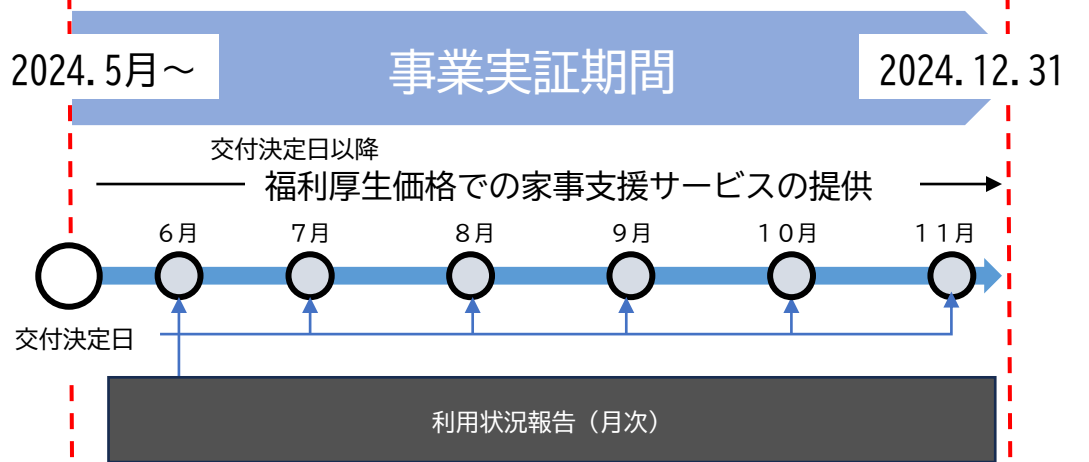 2024.5月～
事業実証期間
2024.12.31
交付決定日以降
福利厚生価格での家事支援サービスの提供
６月
７月
８月
９月
１０月
１１月
交付決定日
利用状況報告（月次）